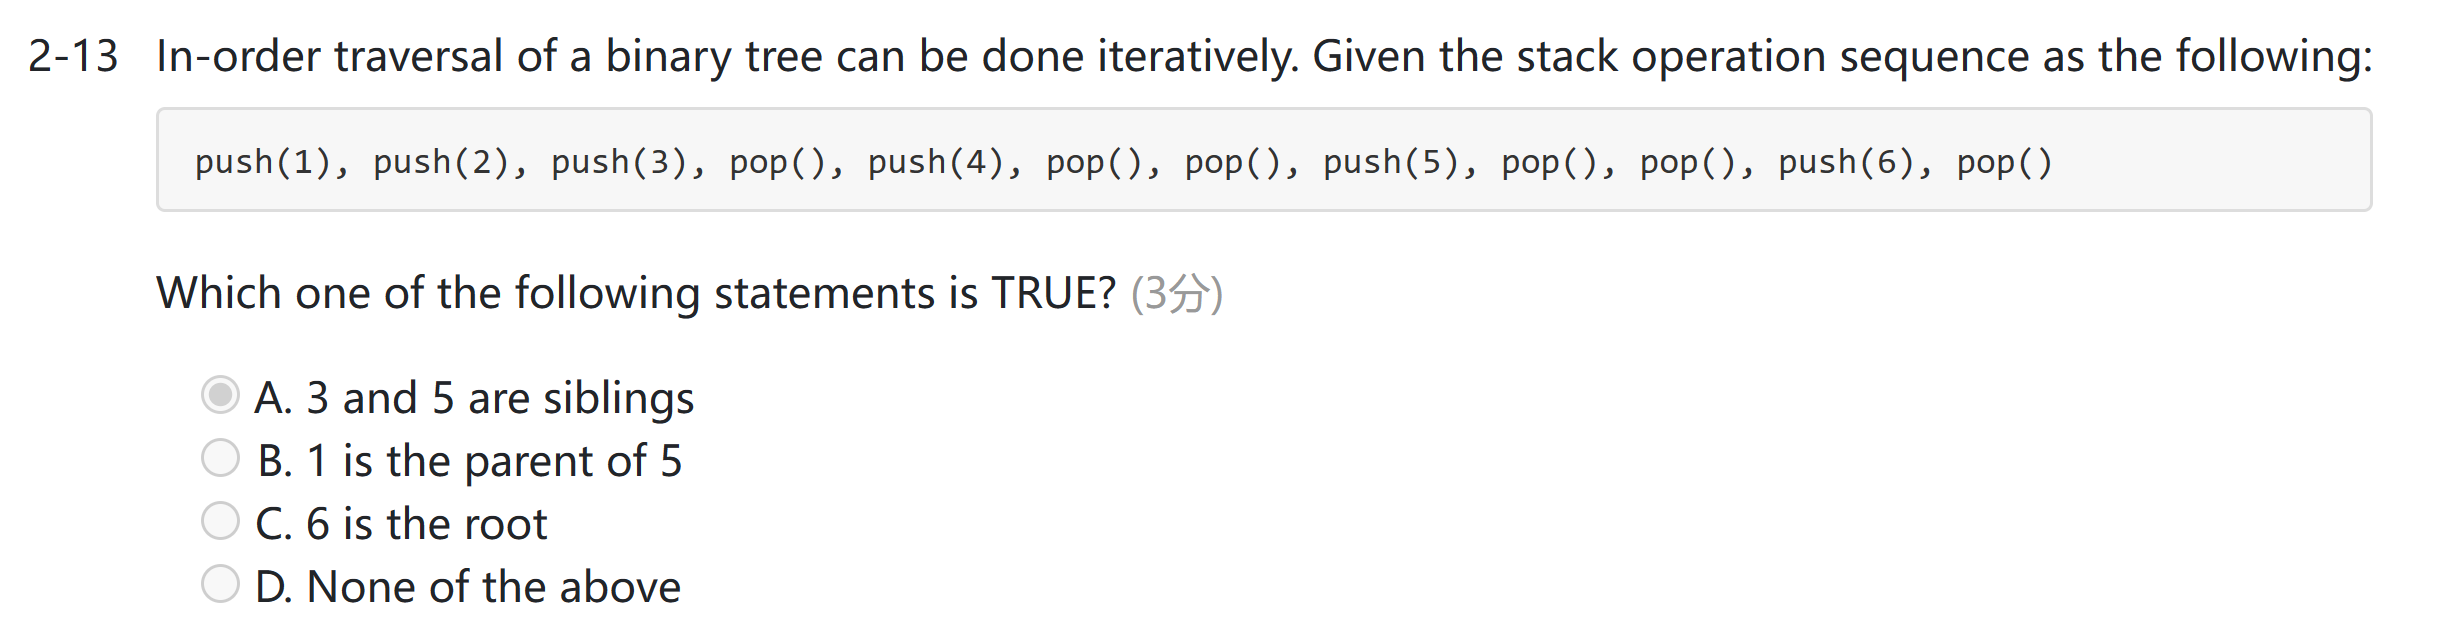 2-13 In-order traversal of a binary tree can be done iteratively. Given the stack operation sequence as the following:
push(1), push(2), push(3), pop(), push(4), pop(), pop(), push(5), pop(), pop(), push(6), pop()
Which one of the following statements is TRUE? (3分)
A. 3 and 5 are siblings
B. 1 is the parent of 5
C. 6 is the root
D. None of the above